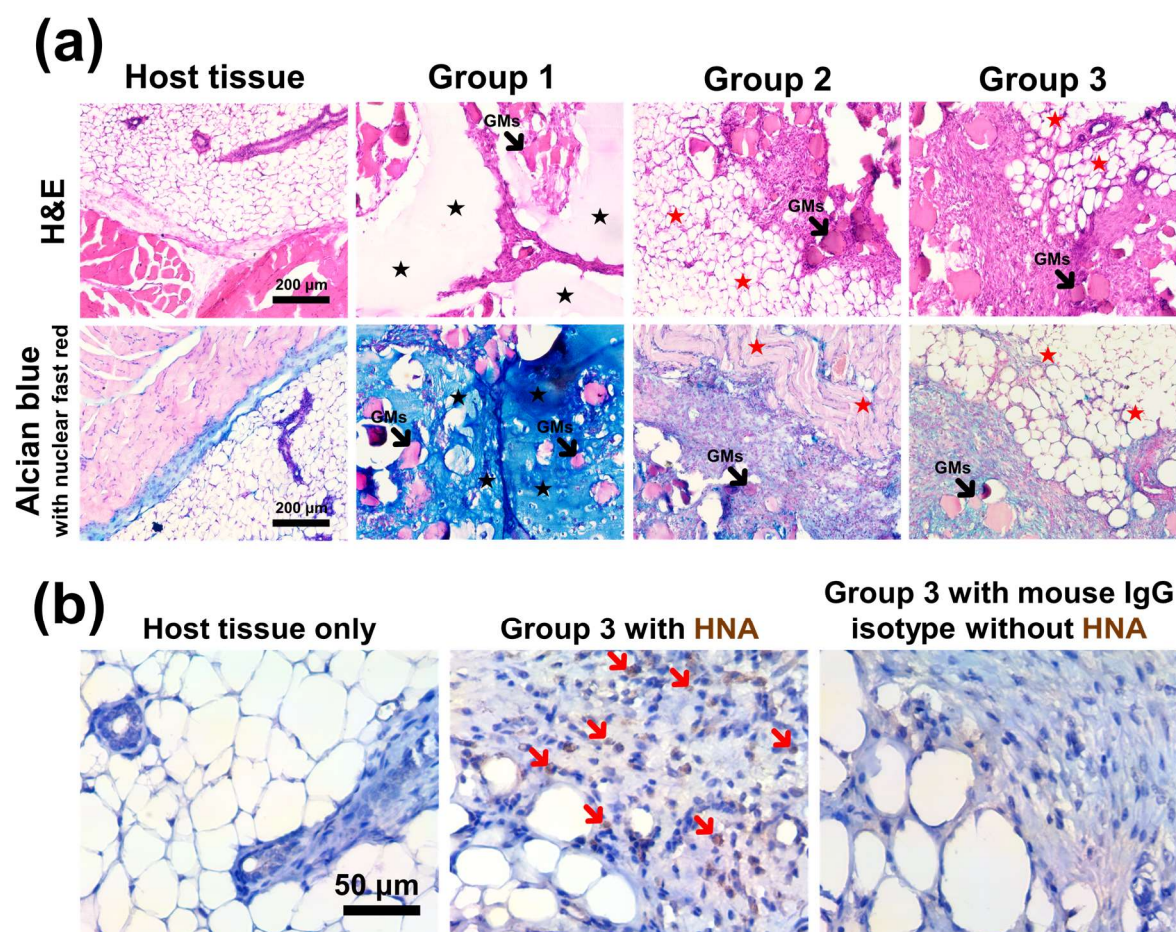 (a)
Host tissue
Group 1
Group 2
Group 3
H&E
GMs
GMs
GMs
200 µm
Alcian blue
with nuclear fast red
GMs
GMs
GMs
GMs
200 µm
(b)
Host tissue only
Group 3 with HNA
Group 3 with mouse IgG
isotype without HNA
50 µm